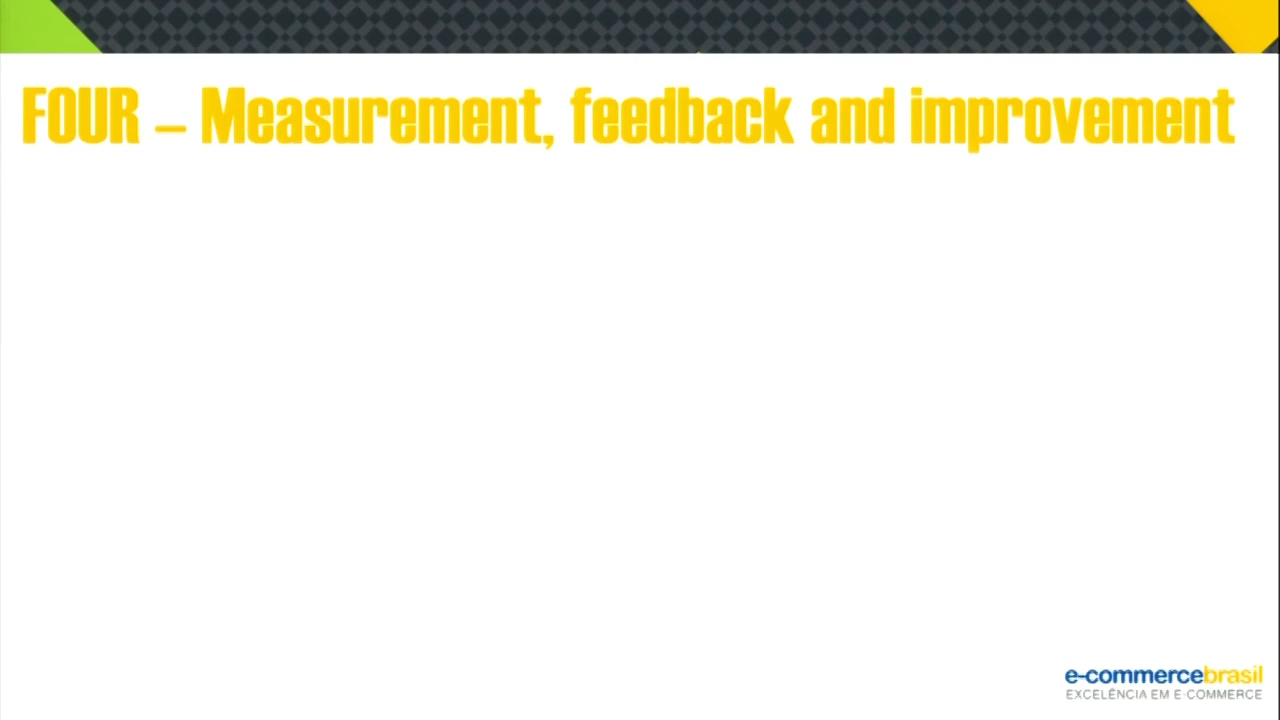 FOUR – Measurement, feedback and improvement
e-commercebrasil
EXCELÊNCIA EM E-COMMERCE